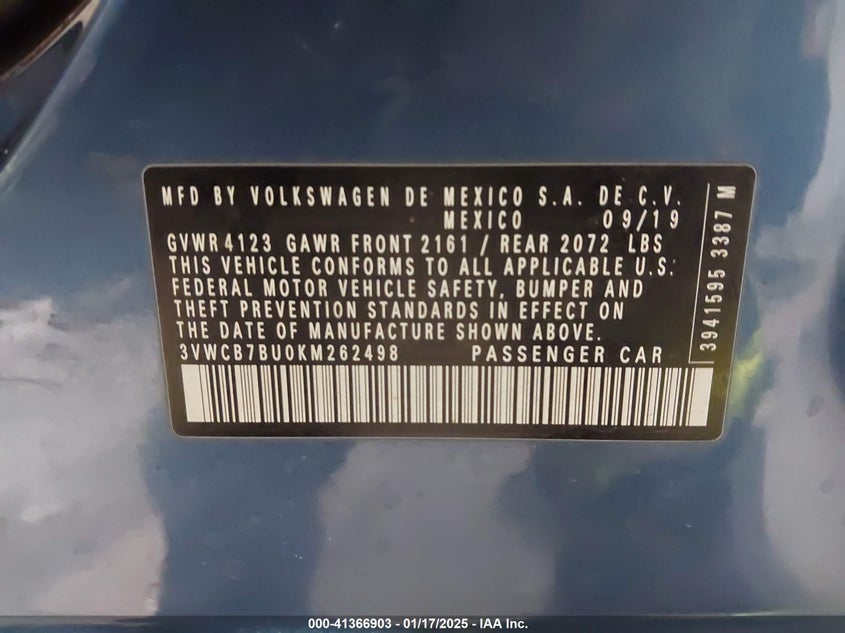 MFD BY VOLKSWAGEN DE MEXICO S.A. DE C.V.
MEXICO 09/19
GVWR 4123 GAWR FRONT 2161 / REAR 2072 LBS
THIS VEHICLE CONFORMS TO ALL APPLICABLE U.S.
FEDERAL MOTOR VEHICLE SAFETY, BUMPER AND
THEFT PREVENTION STANDARDS IN EFFECT ON
THE DATE OF MANUFACTURE SHOWN ABOVE.
3VWCB7BU0KM262498 PASSENGER CAR
3941595 3387 M
000-41366903 - 01/17/2025 - IAA Inc.